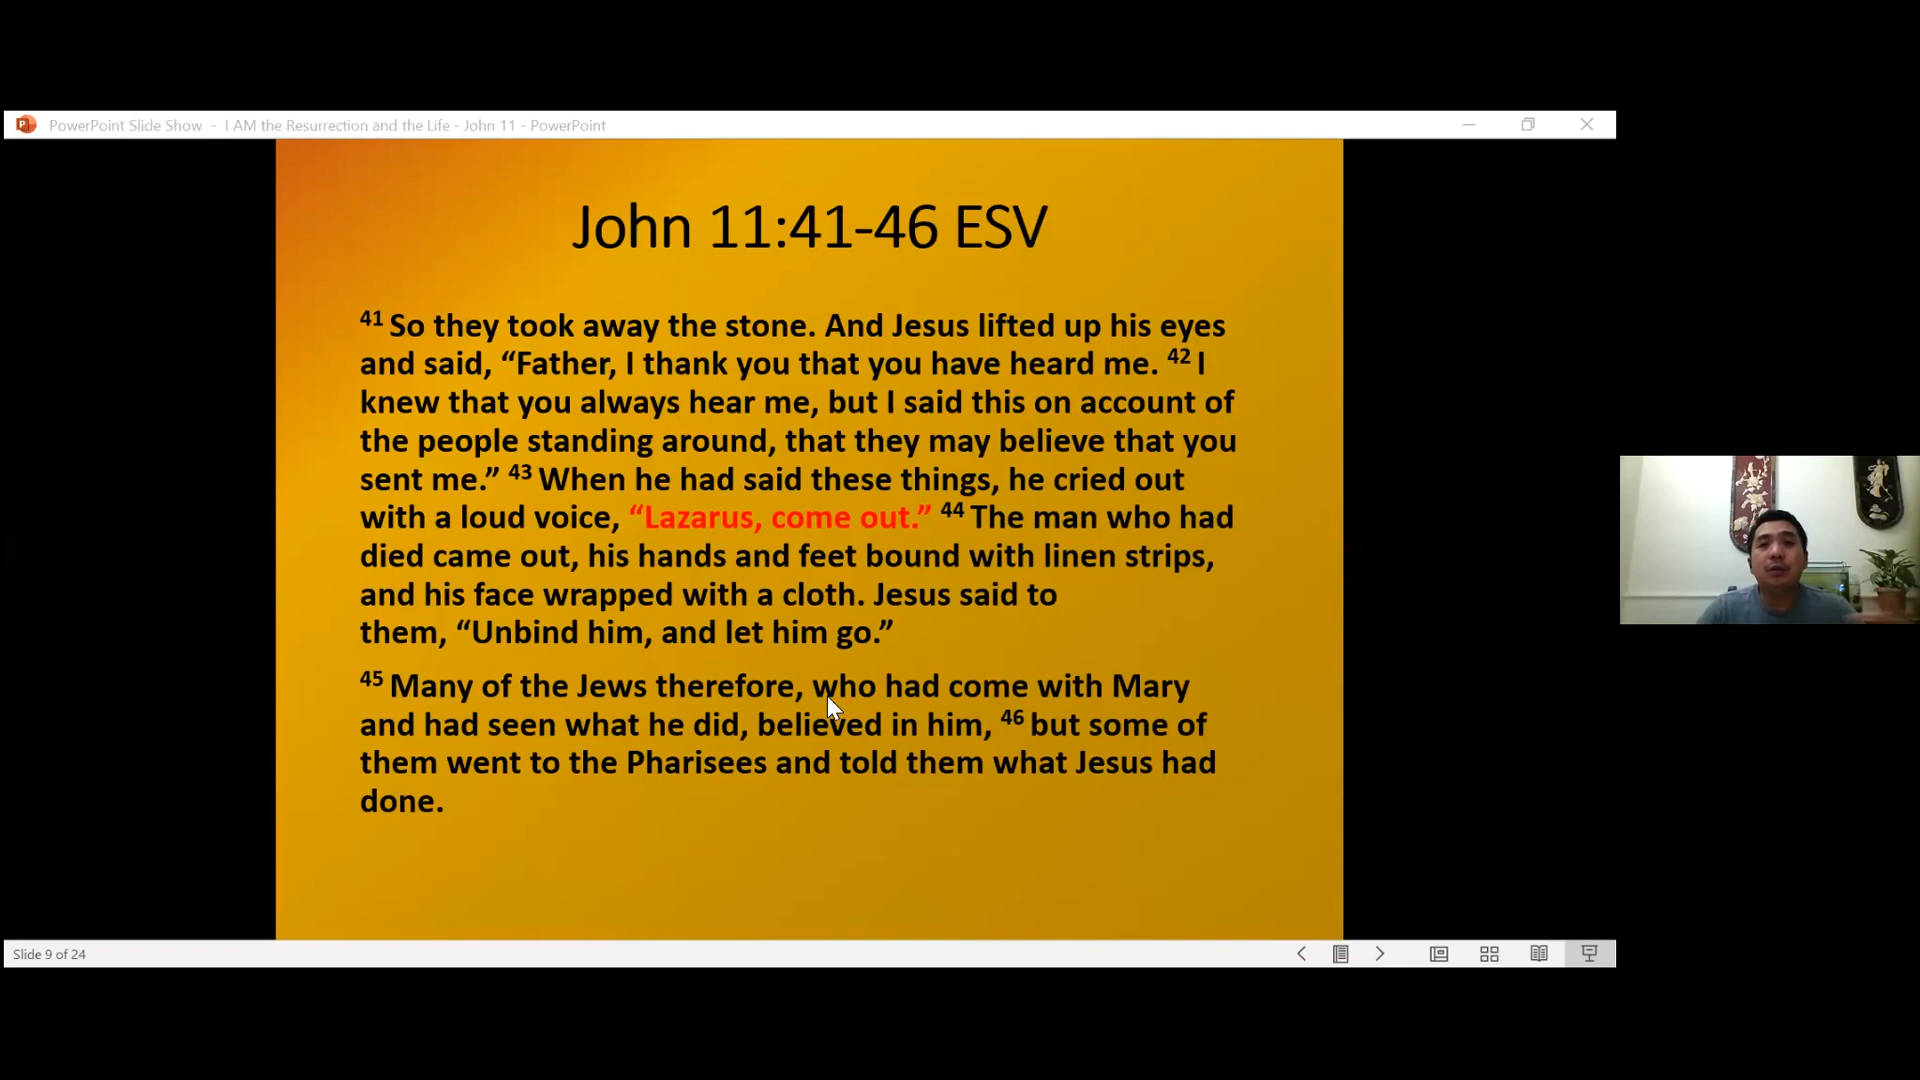 PowerPoint Slide Show - I AM the Resurrection and the Life - John 11 - PowerPoint
John 11:41-46 ESV
41 So they took away the stone. And Jesus lifted up his eyes
and said, “Father, I thank you that you have heard me. 42 I
knew that you always hear me, but I said this on account of
the people standing around, that they may believe that you
sent me.” 43 When he had said these things, he cried out
with a loud voice, “Lazarus, come out.” 44 The man who had
died came out, his hands and feet bound with linen strips,
and his face wrapped with a cloth. Jesus said to
them, “Unbind him, and let him go.”
45 Many of the Jews therefore, who had come with Mary
and had seen what he did, believed in him, 46 but some of
them went to the Pharisees and told them what Jesus had
done.
Slide 9 of 24